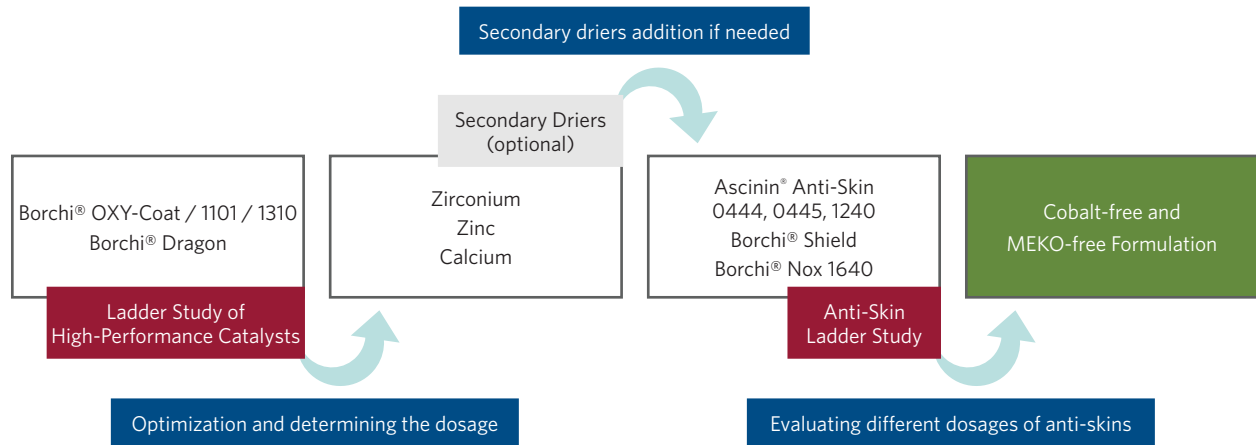 Secondary driers addition if needed
Secondary Driers
(optional)
Borchi® OXY-Coat / 1101 / 1310
Borchi® Dragon
Ladder Study of
High-Performance Catalysts
Zirconium
Zinc
Calcium
Ascinin® Anti-Skin
0444, 0445, 1240
Borchi® Shield
Borchi® Nox 1640
Anti-Skin
Ladder Study
Cobalt-free and
MEKO-free Formulation
Optimization and determining the dosage
Evaluating different dosages of anti-skins